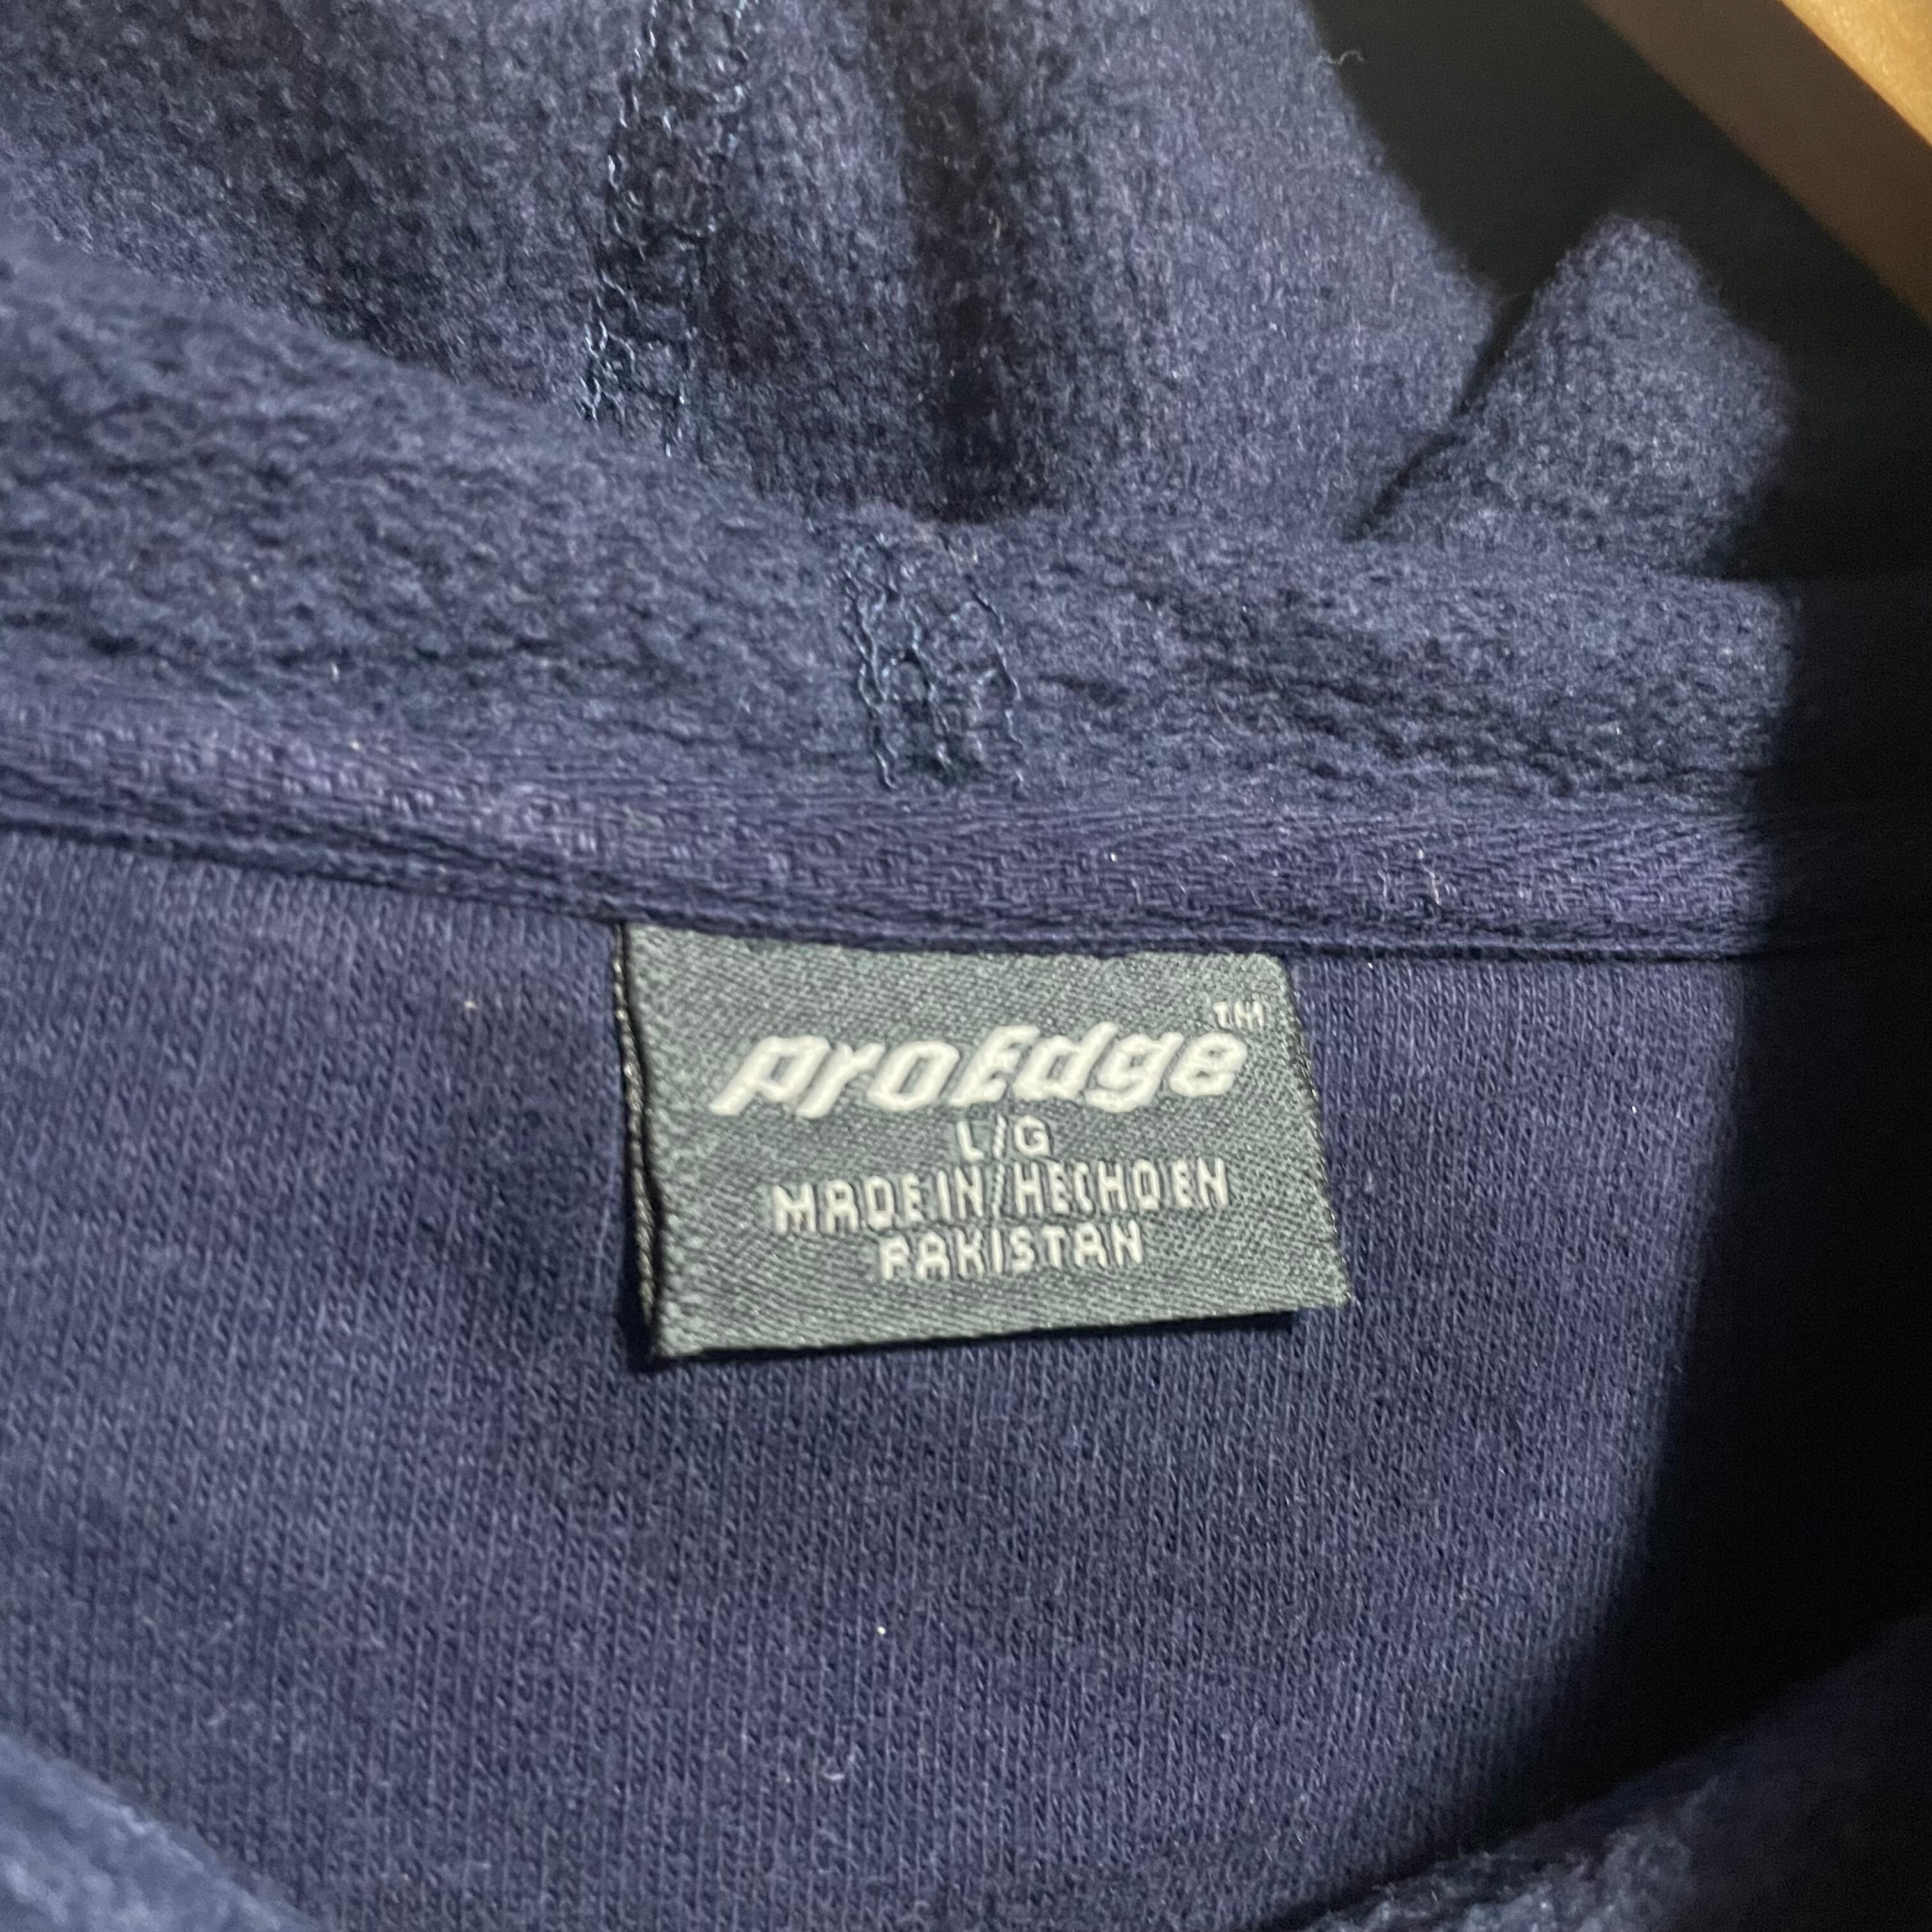 ProEdge™
L/G
MADE IN/HECHO EN
PAKISTAN